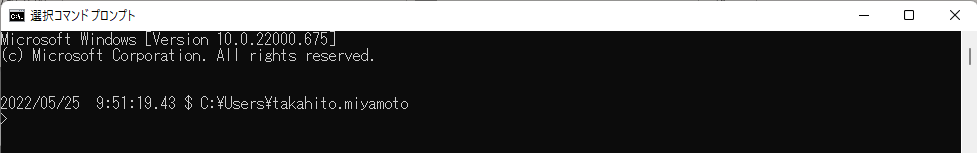 選択コマンドプロンプト
Microsoft Windows [Version 10.0.22000.675]
(c) Microsoft Corporation. All rights reserved.
2022/05/25  9:51:19.43 $ C:¥Users¥takahito.miyamoto
>